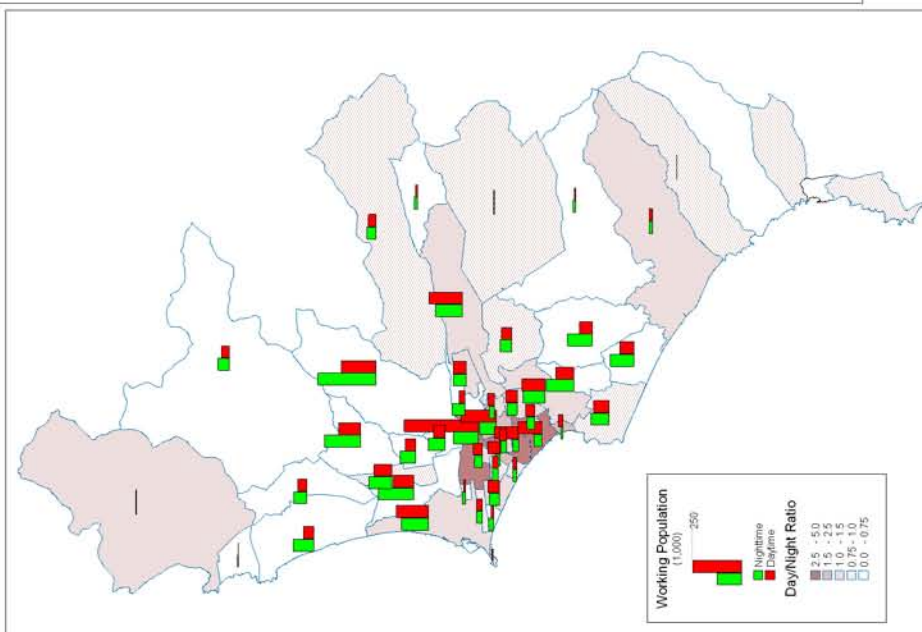 Working Population
(1,000)
250
Nighttime
Daytime
Day/Night Ratio
2.5 - 5.0
1.5 - 2.5
1.0 - 1.5
0.75 - 1.0
0.0 - 0.75